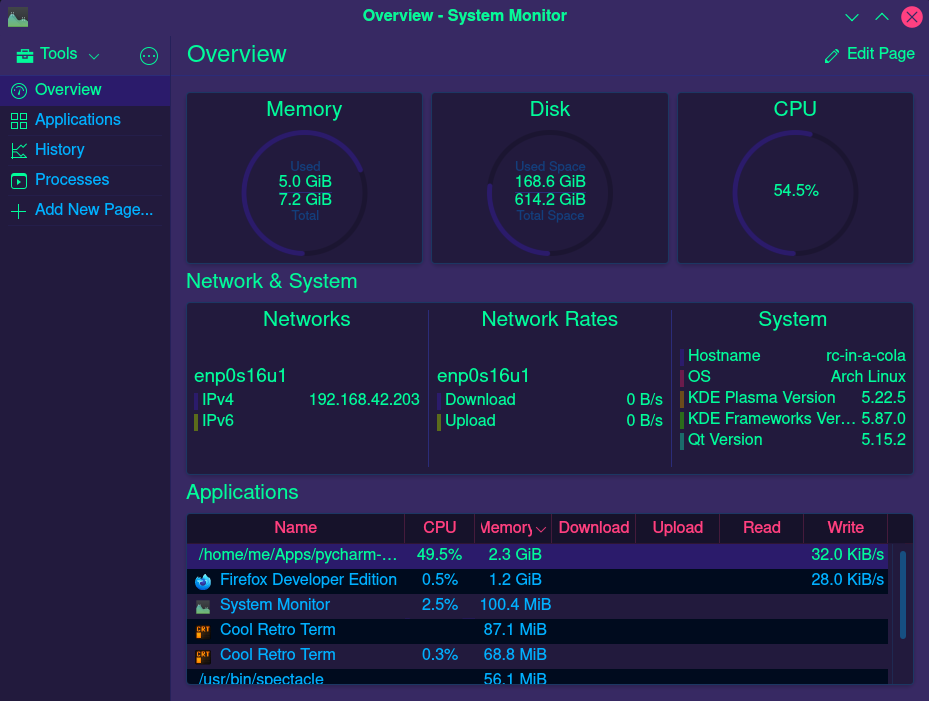 Overview - System Monitor
Tools
Overview
Edit Page
Overview
Applications
History
Processes
Add New Page...
Memory
Used
5.0 GiB
7.2 GiB
Total
Disk
Used Space
168.6 GiB
614.2 GiB
Total Space
CPU
54.5%
Network & System
Networks
enp0s16u1
IPv4 192.168.42.203
IPv6
Network Rates
enp0s16u1
Download 0 B/s
Upload 0 B/s
System
Hostname rc-in-a-cola
OS Arch Linux
KDE Plasma Version 5.22.5
KDE Frameworks Ver... 5.87.0
Qt Version 5.15.2
Applications
Name CPU Memory Download Upload Read Write
/home/me/Apps/pycharm-... 49.5% 2.3 GiB 32.0 KiB/s
Firefox Developer Edition 0.5% 1.2 GiB 28.0 KiB/s
System Monitor 2.5% 100.4 MiB
CRT Cool Retro Term 87.1 MiB
CRT Cool Retro Term 0.3% 68.8 MiB
/usr/bin/spectacle 56.1 MiB